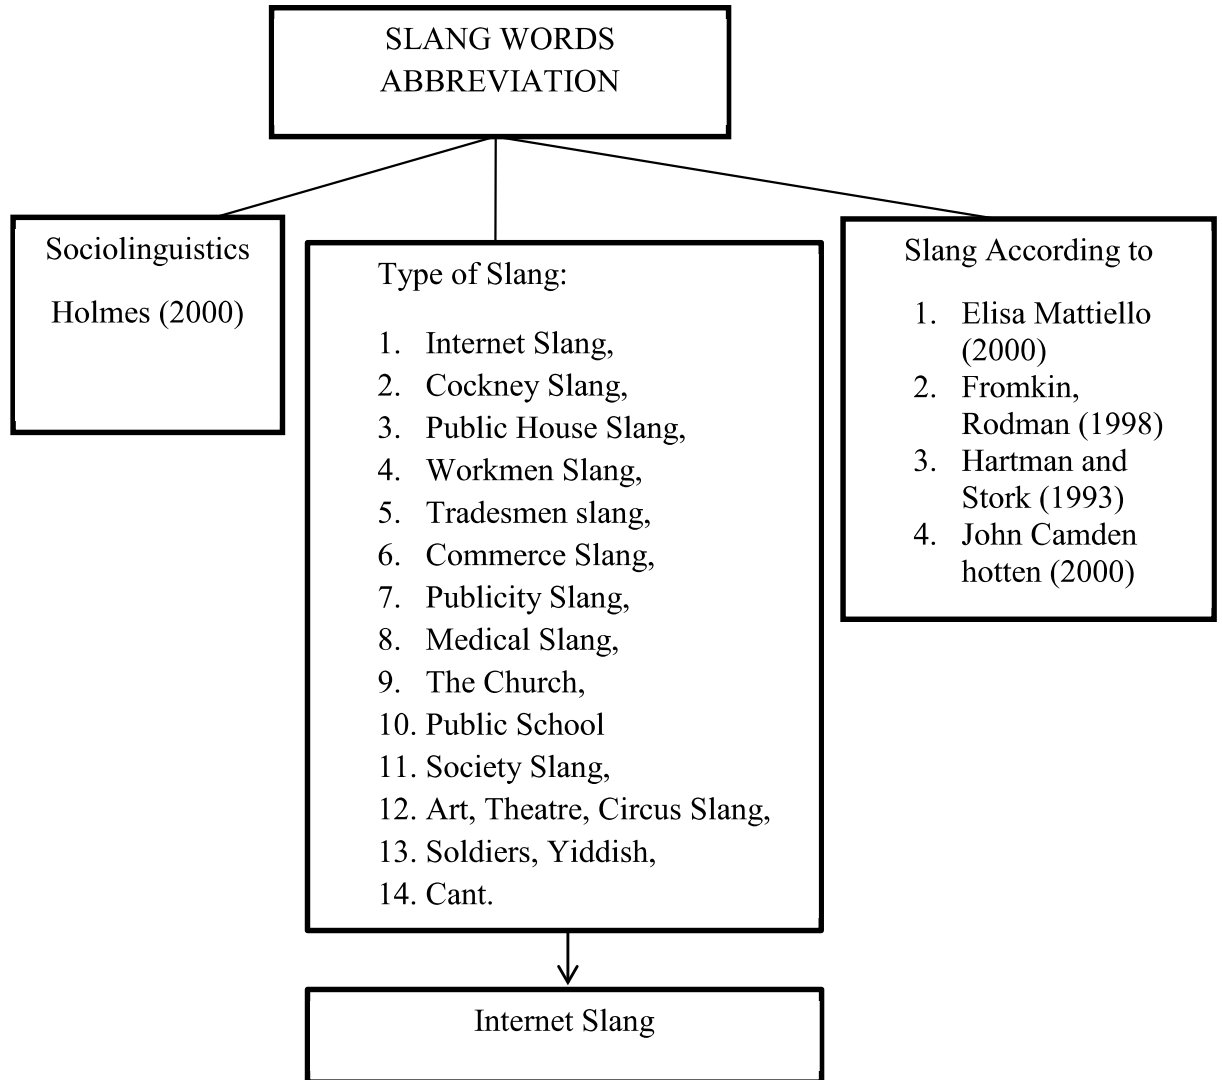 SLANG WORDS
ABBREVIATION
Sociolinguistics
Holmes (2000)
Type of Slang:
1. Internet Slang,
2. Cockney Slang,
3. Public House Slang,
4. Workmen Slang,
5. Tradesmen slang,
6. Commerce Slang,
7. Publicity Slang,
8. Medical Slang,
9. The Church,
10. Public School
11. Society Slang,
12. Art, Theatre, Circus Slang,
13. Soldiers, Yiddish,
14. Cant.
Slang According to
1. Elisa Mattiello
(2000)
2. Fromkin,
Rodman (1998)
3. Hartman and
Stork (1993)
4. John Camden
hotten (2000)
Internet Slang